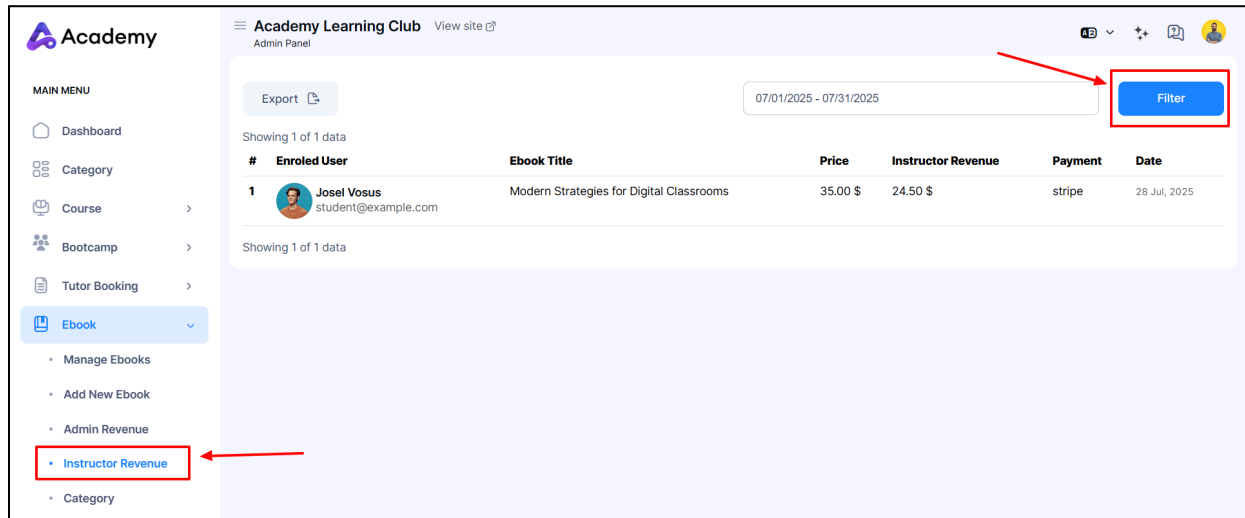 Academy
Academy Learning Club View site
Admin Panel
MAIN MENU
Dashboard
Category
Course
Bootcamp
Tutor Booking
Ebook
Manage Ebooks
Add New Ebook
Admin Revenue
Instructor Revenue
Category
Export
07/01/2025 - 07/31/2025
Filter
Showing 1 of 1 data
# Enroled User Ebook Title Price Instructor Revenue Payment Date
1 Josel Vosus Modern Strategies for Digital Classrooms 35.00 $ 24.50 $ stripe 28 Jul, 2025
student@example.com
Showing 1 of 1 data